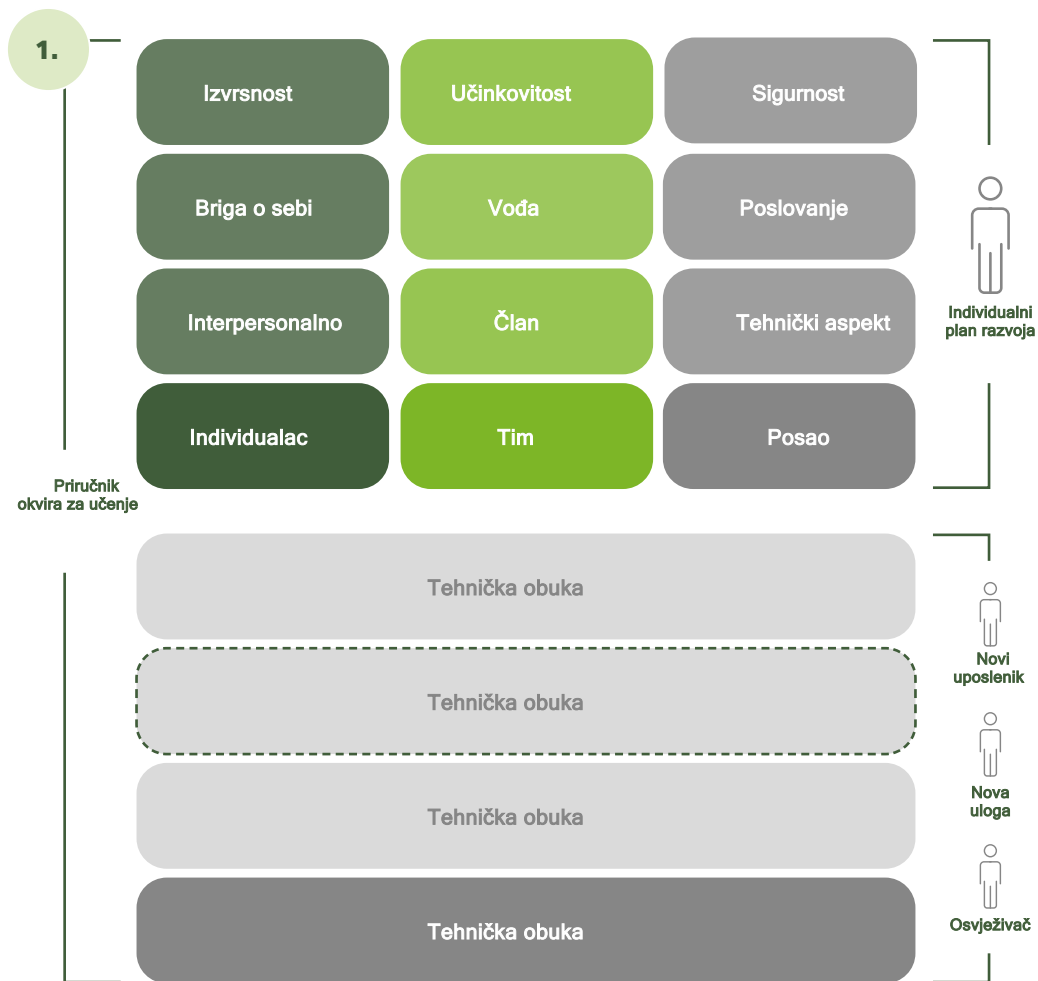 1.
Izvrsnost
Učinkovitost
Sigurnost
Briga o sebi
Vođa
Poslovanje
Interpersonalno
Član
Tehnički aspekt
Individualni
plan razvoja
Individualac
Tim
Posao
Priručnik
okvira za učenje
Tehnička obuka
Tehnička obuka
Tehnička obuka
Tehnička obuka
Novi
uposlenik
Nova
uloga
Osvježivač